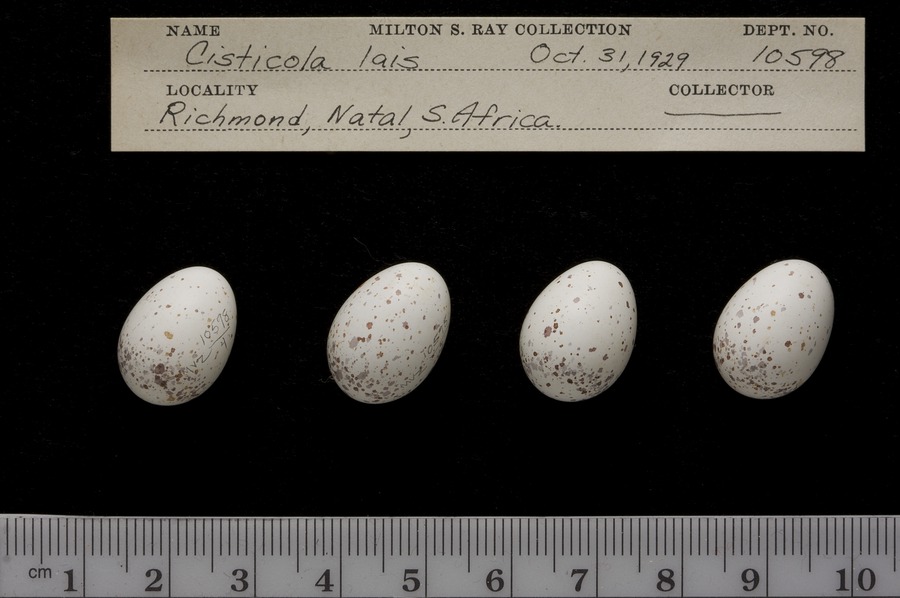 NAME MILTON S. RAY COLLECTION DEPT. NO.
Cisticola lais Oct. 31, 1929 10598
LOCALITY COLLECTOR
Richmond, Natal, S. Africa.
10598
cm 1 2 3 4 5 6 7 8 9 10